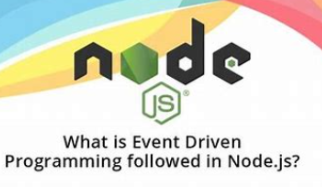 node
JS
What is Event Driven
Programming followed in Node.js?